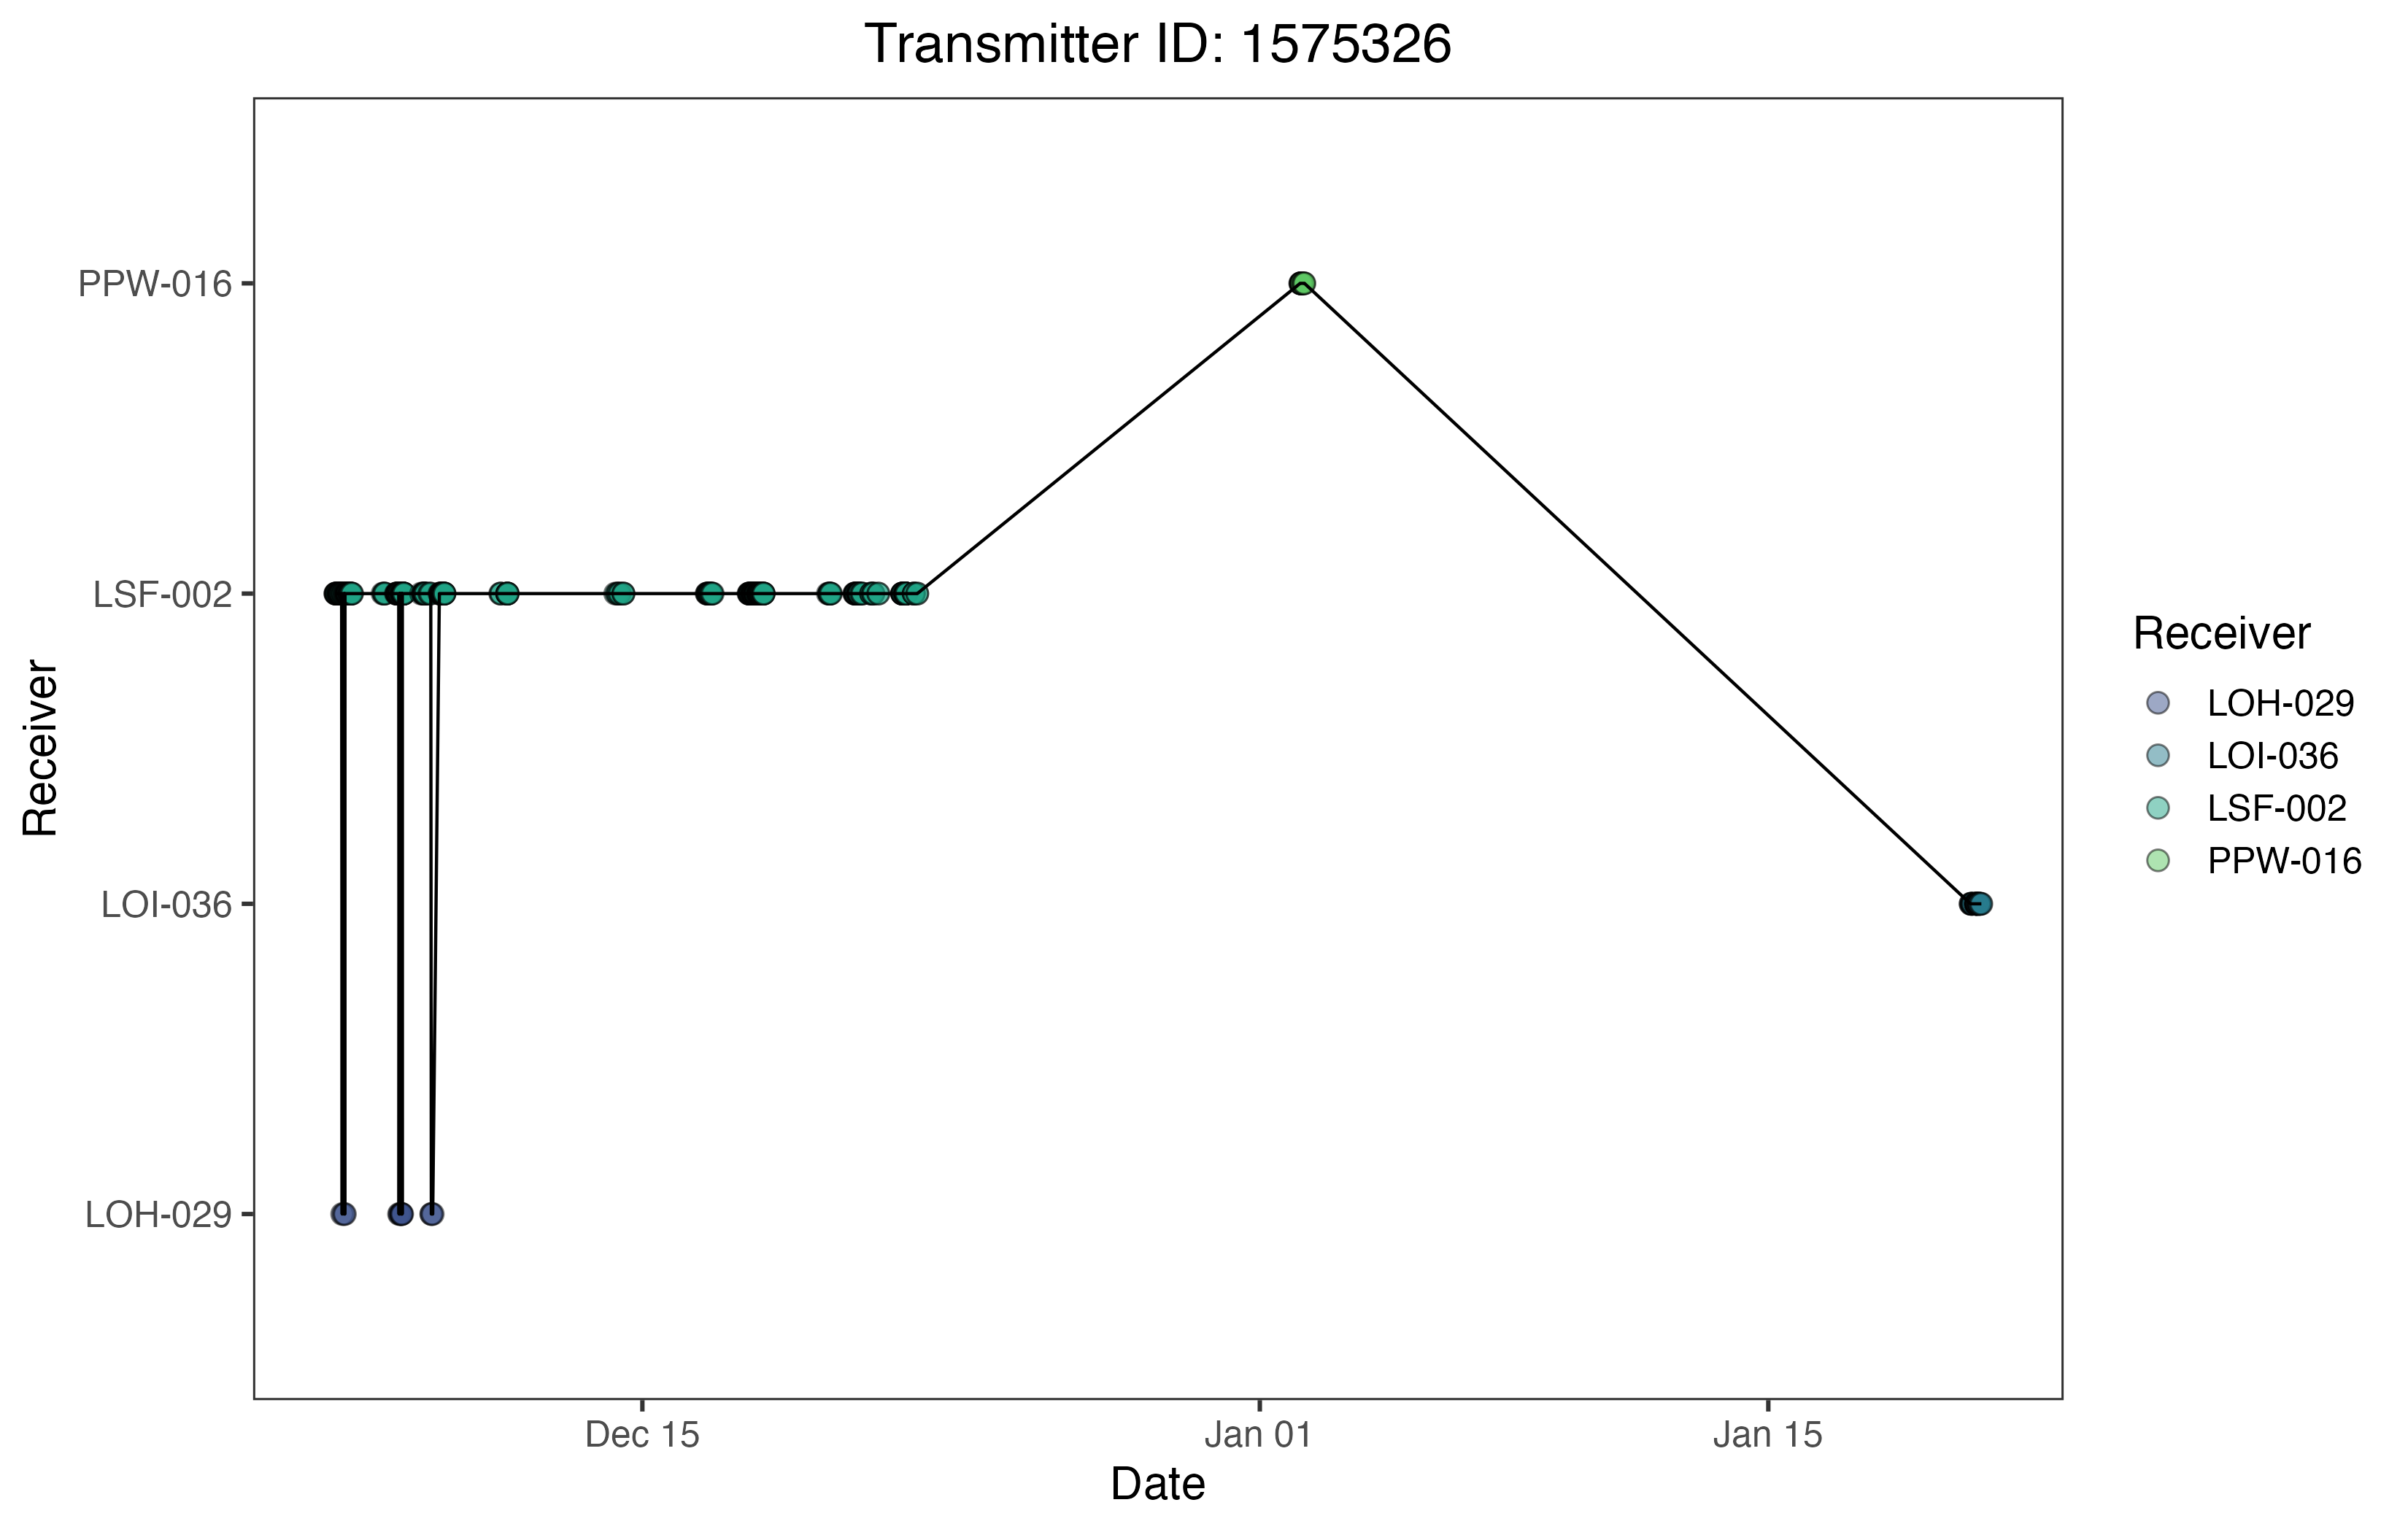 Transmitter ID: 1575326
PPW-016
LSF-002
LOI-036
LOH-029
Receiver
Dec 15
Jan 01
Jan 15
Date
Receiver
LOH-029
LOI-036
LSF-002
PPW-016